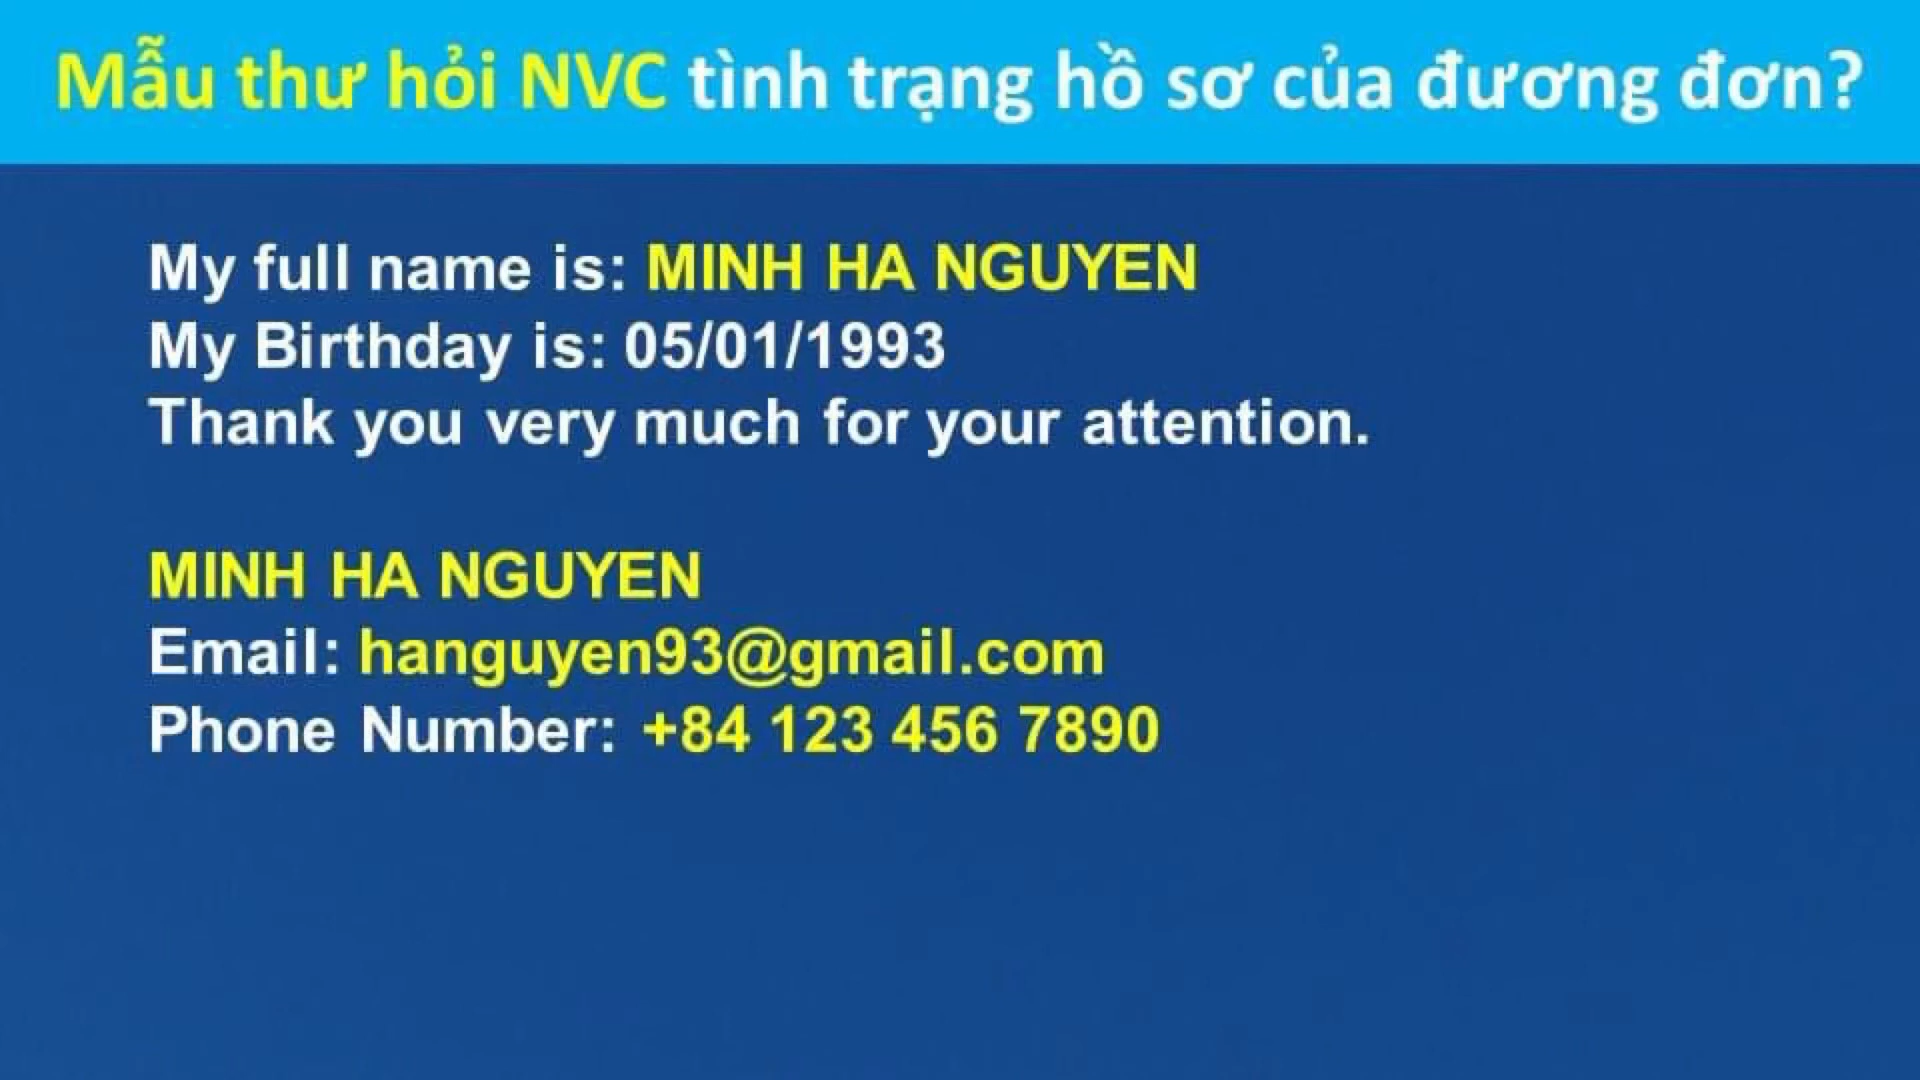 Mẫu thư hỏi NVC tình trạng hồ sơ của đương đơn?
My full name is: MINH HA NGUYEN
My Birthday is: 05/01/1993
Thank you very much for your attention.
MINH HA NGUYEN
Email: hanguyen93@gmail.com
Phone Number: +84 123 456 7890